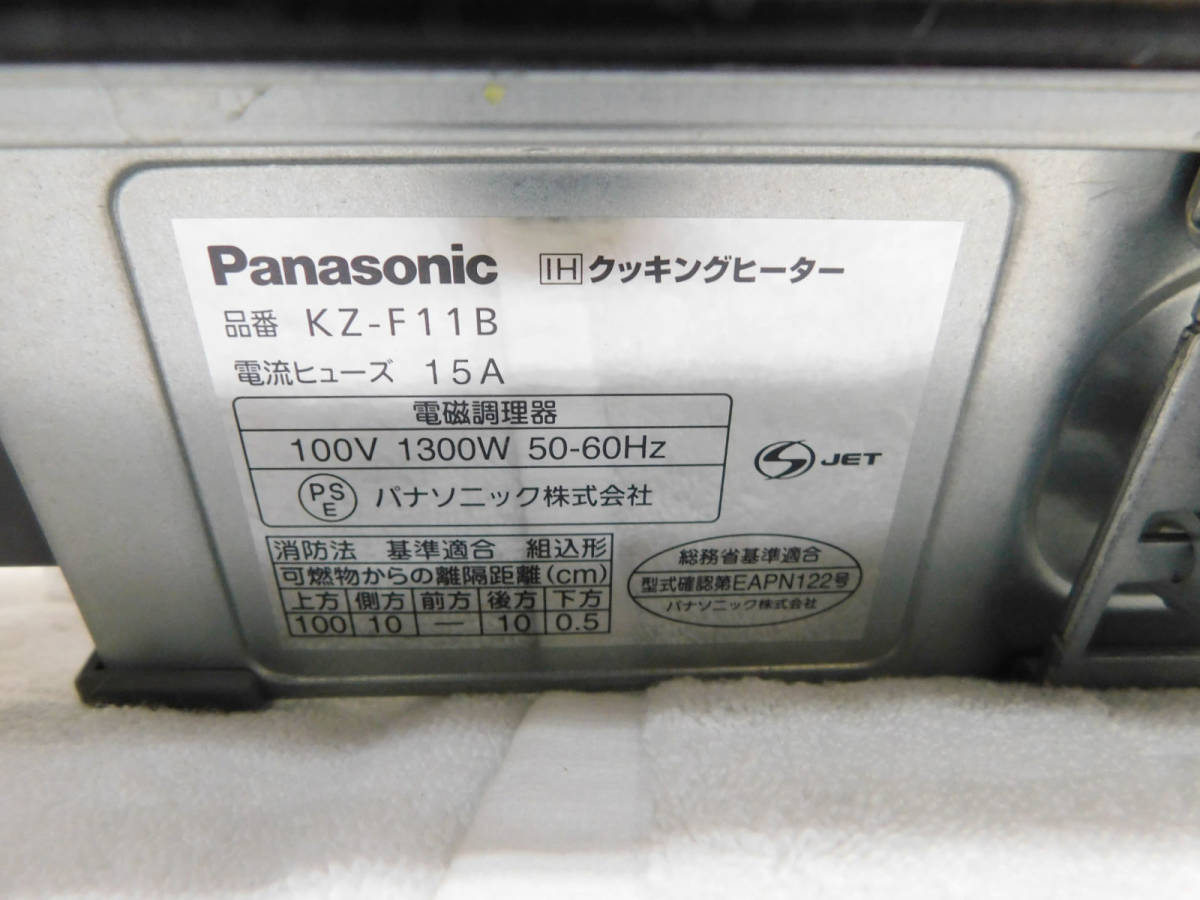 Panasonic IHクッキングヒーター
品番 KZ-F11B
電流ヒューズ 15A
電磁調理器
100V 1300W 50-60Hz
PSE パナソニック株式会社
S JET
消防法 基準適合 組込形
可燃物からの離隔距離(cm)
上方 側方 前方 後方 下方
100 10 — 10 0.5
総務省基準適合
型式確認第EAPN122号
パナソニック株式会社